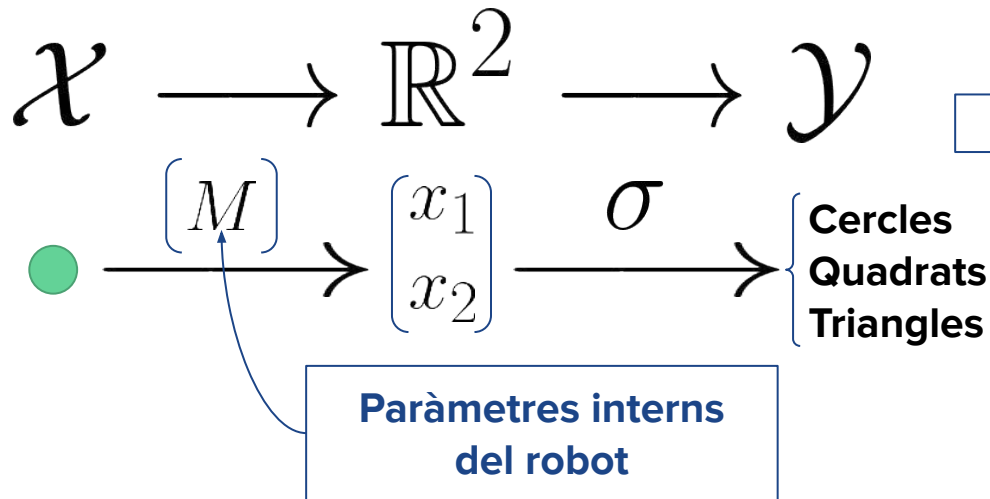 𝒳 ⟶ ℝ² ⟶ 𝒴
[M] [x₁ x₂] σ
Cercles
Quadrats
Triangles
Paràmetres interns
del robot